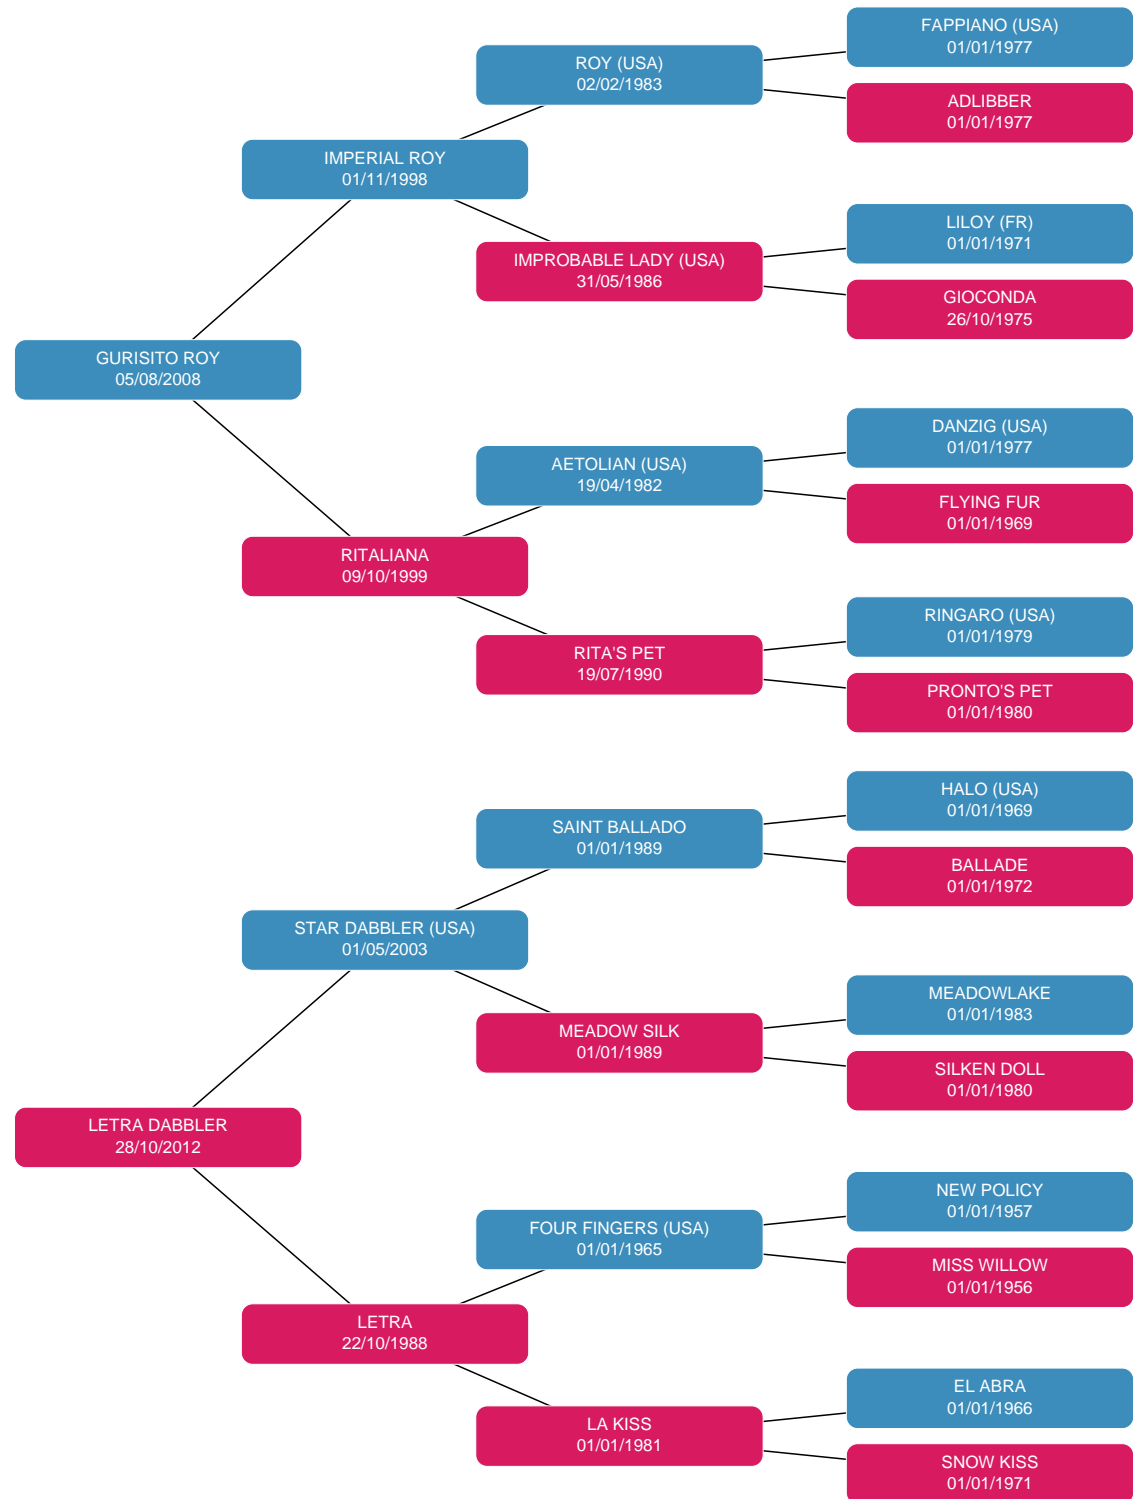 FAPPIANO (USA)
01/01/1977
ROY (USA)
02/02/1983
ADLIBBER
01/01/1977
IMPERIAL ROY
01/11/1998
LILOY (FR)
01/01/1971
IMPROBABLE LADY (USA)
31/05/1986
GIOCONDA
26/10/1975
GURISITO ROY
05/08/2008
DANZIG (USA)
01/01/1977
AETOLIAN (USA)
19/04/1982
FLYING FUR
01/01/1969
RITALIANA
09/10/1999
RINGARO (USA)
01/01/1979
RITA'S PET
19/07/1990
PRONTO'S PET
01/01/1980
HALO (USA)
01/01/1969
SAINT BALLADO
01/01/1989
BALLADE
01/01/1972
STAR DABBLER (USA)
01/05/2003
MEADOWLAKE
01/01/1983
MEADOW SILK
01/01/1989
SILKEN DOLL
01/01/1980
LETRA DABBLER
28/10/2012
NEW POLICY
01/01/1957
FOUR FINGERS (USA)
01/01/1965
MISS WILLOW
01/01/1956
LETRA
22/10/1988
EL ABRA
01/01/1966
LA KISS
01/01/1981
SNOW KISS
01/01/1971